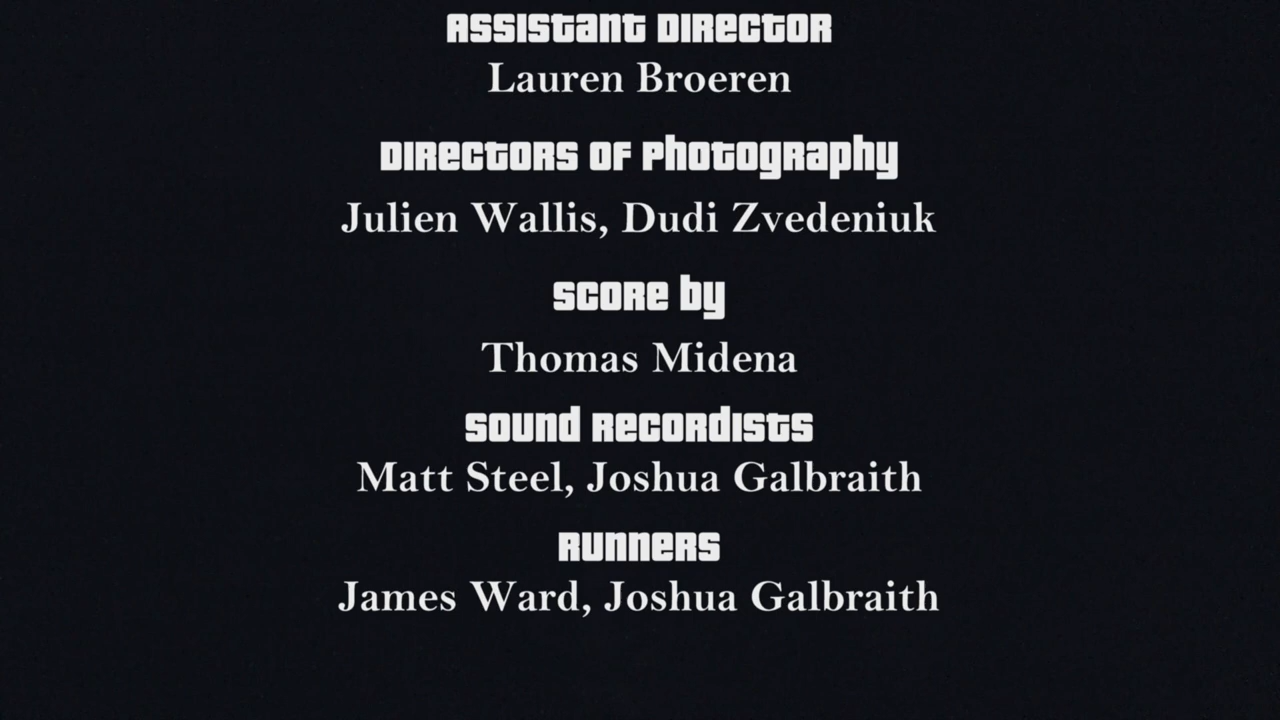 Assistant Director
Lauren Broeren
Directors of Photography
Julien Wallis, Dudi Zvedeniuk
Score by
Thomas Midena
Sound Recordists
Matt Steel, Joshua Galbraith
Runners
James Ward, Joshua Galbraith